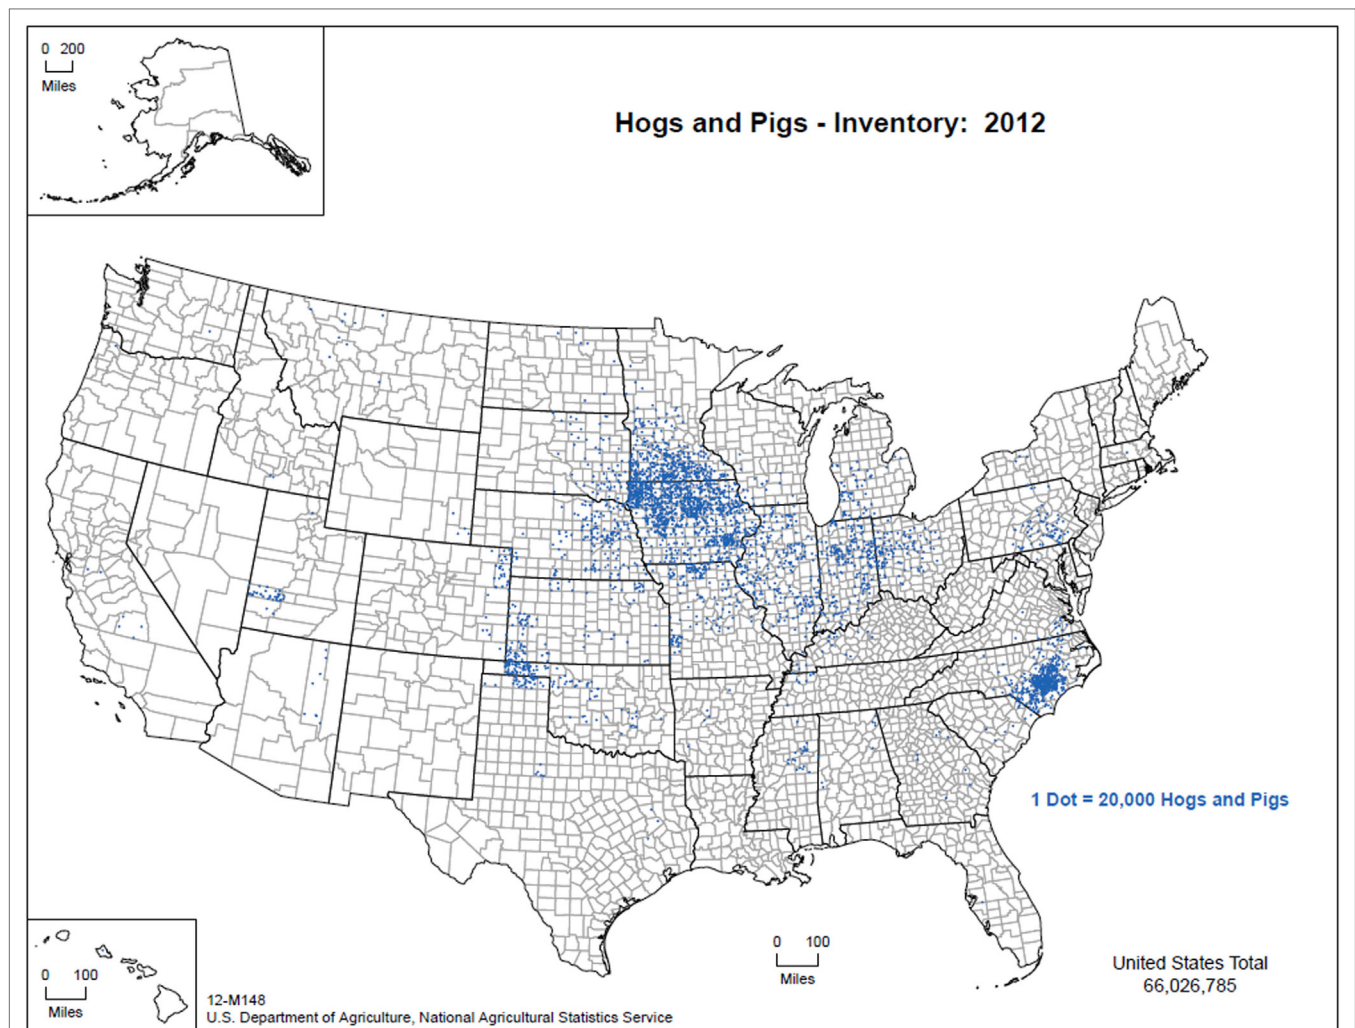 0 200
Miles
Hogs and Pigs - Inventory: 2012
1 Dot = 20,000 Hogs and Pigs
0 100
Miles
0 100
Miles
United States Total
66,026,785
12-M148
U.S. Department of Agriculture, National Agricultural Statistics Service